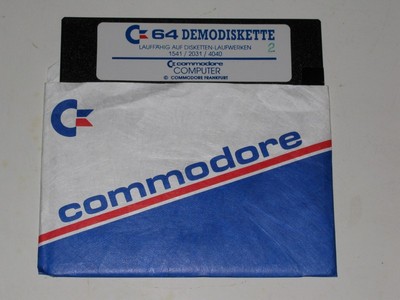 C= 64 DEMODISKETTE
LAUFFÄHIG AUF DISKETTEN-LAUFWERKEN
2
1541 / 2031 / 4040
commodore
COMPUTER
© COMMODORE FRANKFURT
commodore